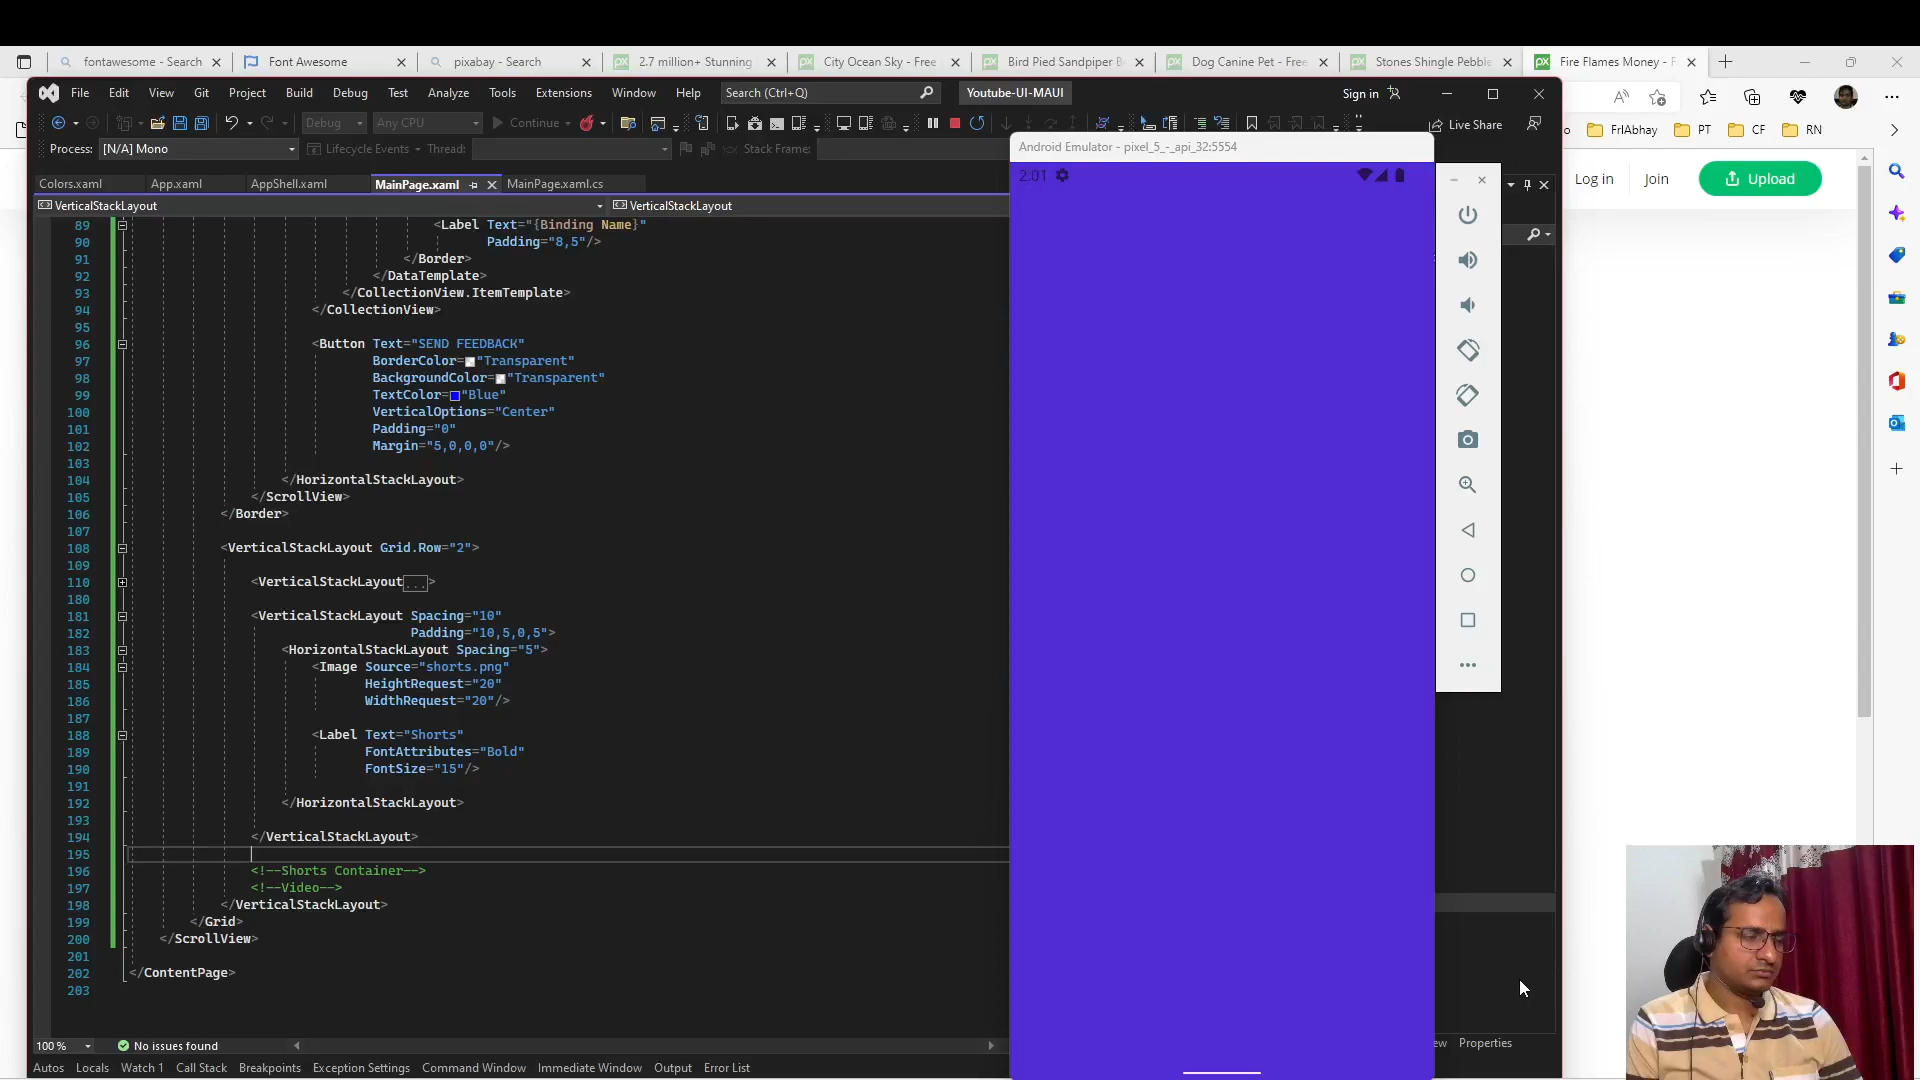 fontawesome - Search
Font Awesome
pixabay - Search
2.7 million+ Stunning
City Ocean Sky - Free
Bird Pied Sandpiper B
Dog Canine Pet - Free
Stones Shingle Pebble
Fire Flames Money - F
File Edit View Git Project Build Debug Test Analyze Tools Extensions Window Help
Search (Ctrl+Q)
Youtube-UI-MAUI
Sign in
FrIAbhay
PT
CF
RN
Debug
Any CPU
Continue
Live Share
Process: [N/A] Mono
Lifecycle Events
Thread:
Stack Frame:
Android Emulator - pixel_5_-_api_32:5554
2:01
Log in
Join
Upload
Colors.xaml
App.xaml
AppShell.xaml
MainPage.xaml
MainPage.xaml.cs
VerticalStackLayout
VerticalStackLayout
89 <Label Text="{Binding Name}"
90 Padding="8,5"/>
91 </Border>
92 </DataTemplate>
93 </CollectionView.ItemTemplate>
94 </CollectionView>
95
96 <Button Text="SEND FEEDBACK"
97 BorderColor="Transparent"
98 BackgroundColor="Transparent"
99 TextColor="Blue"
100 VerticalOptions="Center"
101 Padding="0"
102 Margin="5,0,0,0"/>
103
104 </HorizontalStackLayout>
105 </ScrollView>
106 </Border>
107
108 <VerticalStackLayout Grid.Row="2">
109
110 <VerticalStackLayout...>
180
181 <VerticalStackLayout Spacing="10"
182 Padding="10,5,0,5">
183 <HorizontalStackLayout Spacing="5">
184 <Image Source="shorts.png"
185 HeightRequest="20"
186 WidthRequest="20"/>
187
188 <Label Text="Shorts"
189 FontAttributes="Bold"
190 FontSize="15"/>
191
192 </HorizontalStackLayout>
193
194 </VerticalStackLayout>
195
196 <!--Shorts Container-->
197 <!--Video-->
198 </VerticalStackLayout>
199 </Grid>
200 </ScrollView>
201
202 </ContentPage>
203
100 %
No issues found
Properties
Autos Locals Watch 1 Call Stack Breakpoints Exception Settings Command Window Immediate Window Output Error List